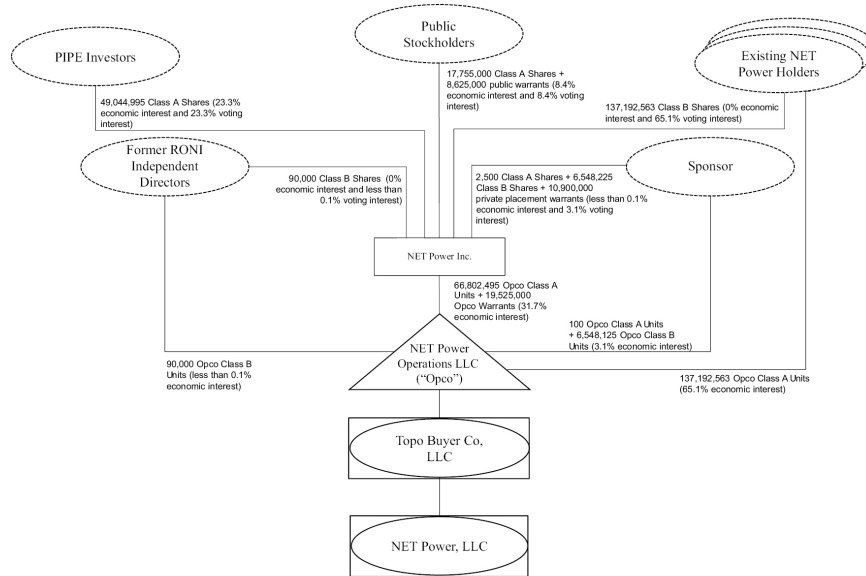 Public
Stockholders
PIPE Investors
Existing NET
Power Holders
49,044,995 Class A Shares (23.3%
economic interest and 23.3% voting
interest)
17,755,000 Class A Shares +
8,625,000 public warrants (8.4%
economic interest and 8.4% voting
interest)
137,192,563 Class B Shares (0% economic
interest and 65.1% voting interest)
Former RONI
Independent
Directors
90,000 Class B Shares (0%
economic interest and less than
0.1% voting interest)
2,500 Class A Shares + 6,548,225
Class B Shares + 10,900,000
private placement warrants (less than 0.1%
economic interest and 3.1% voting
interest)
Sponsor
NET Power Inc.
66,802,495 Opco Class A
Units + 19,525,000
Opco Warrants (31.7%
economic interest)
90,000 Opco Class B
Units (less than 0.1%
economic interest)
NET Power
Operations LLC
(“Opco”)
100 Opco Class A Units
+ 6,548,125 Opco Class B
Units (3.1% economic interest)
137,192,563 Opco Class A Units
(65.1% economic interest)
Topo Buyer Co,
LLC
NET Power, LLC